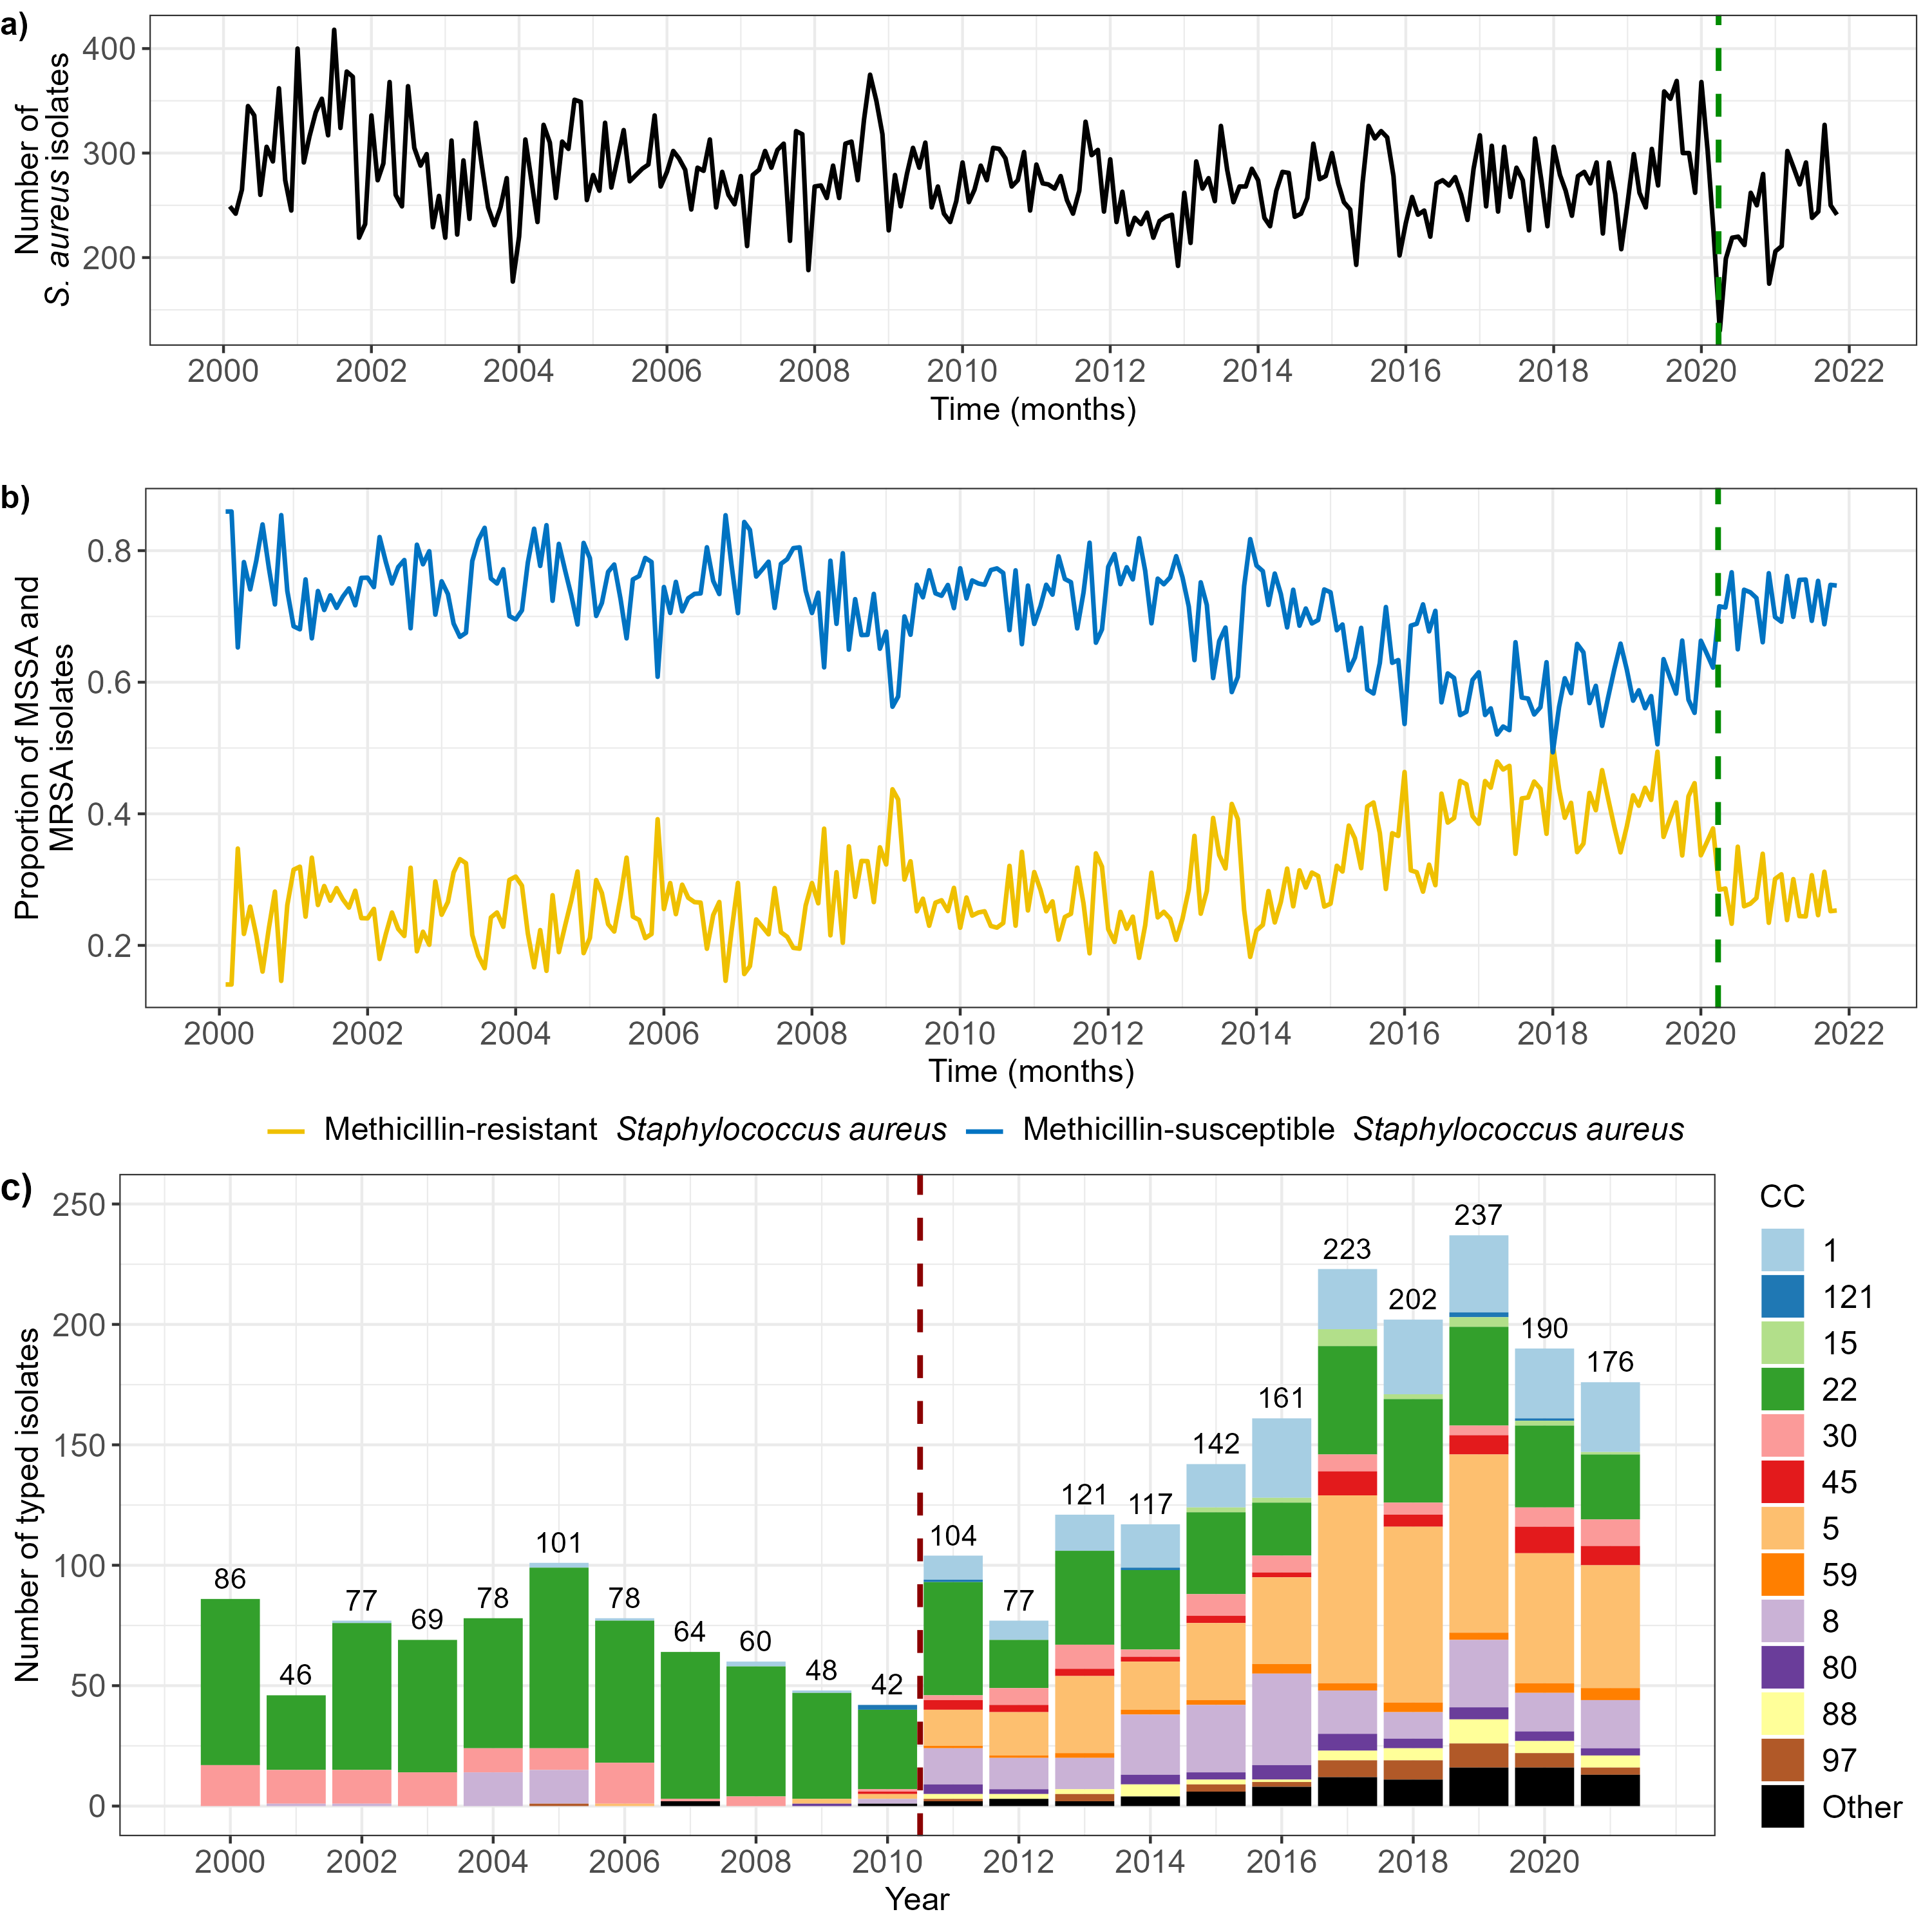 a)
Number of
S. aureus isolates
400
300
200
2000 2002 2004 2006 2008 2010 2012 2014 2016 2018 2020 2022
Time (months)
b)
Proportion of MSSA and
MRSA isolates
0.8
0.6
0.4
0.2
2000 2002 2004 2006 2008 2010 2012 2014 2016 2018 2020 2022
Time (months)
Methicillin-resistant Staphylococcus aureus Methicillin-susceptible Staphylococcus aureus
c)
Number of typed isolates
250
200
150
100
50
0
86
46
77
69
78
101
78
64
60
48
42
104
77
121
117
142
161
223
202
237
190
176
2000 2002 2004 2006 2008 2010 2012 2014 2016 2018 2020
Year
CC
1
121
15
22
30
45
5
59
8
80
88
97
Other